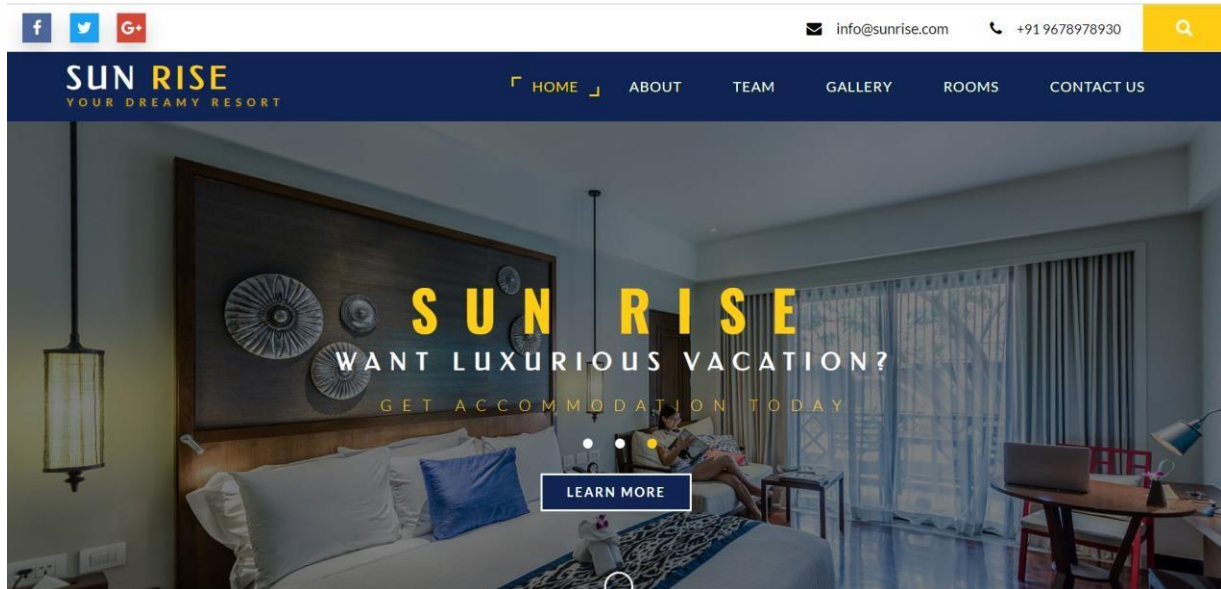 f G+ info@sunrise.com +91 9678978930
SUN RISE
YOUR DREAMY RESORT
HOME ABOUT TEAM GALLERY ROOMS CONTACT US
SUN RISE
WANT LUXURIOUS VACATION?
GET ACCOMMODATION TODAY
LEARN MORE